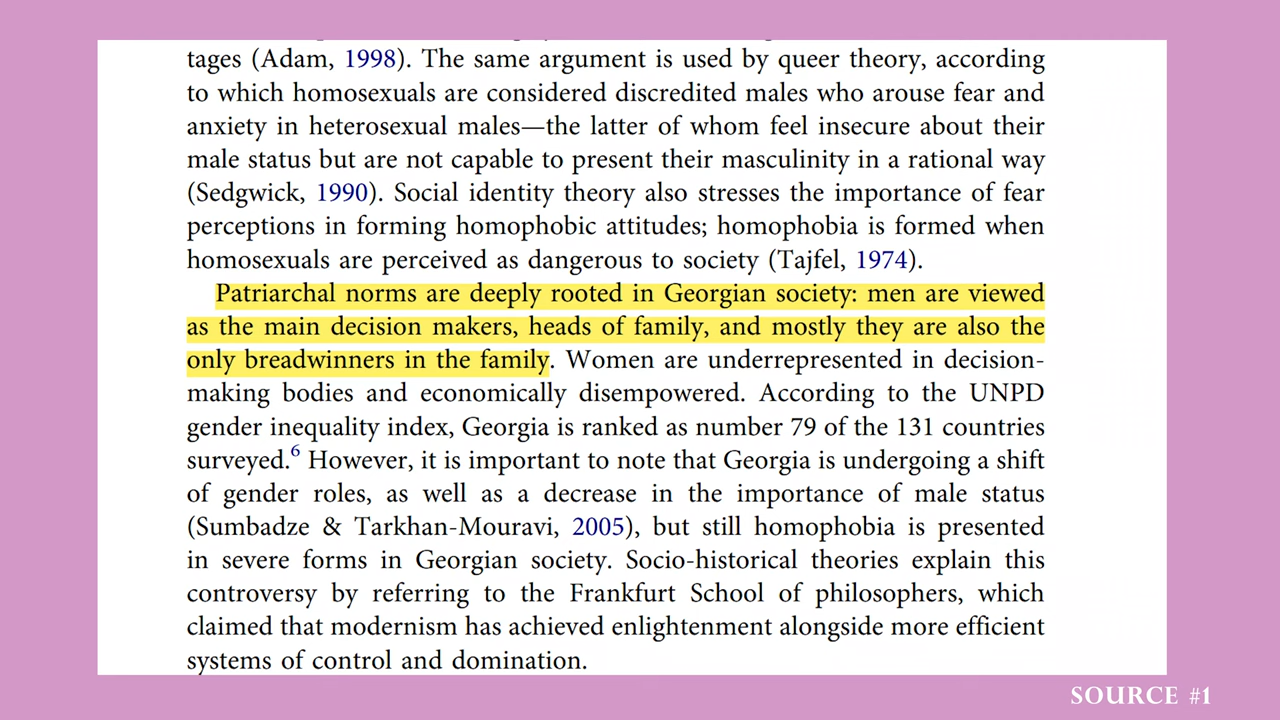 tages (Adam, 1998). The same argument is used by queer theory, according
to which homosexuals are considered discredited males who arouse fear and
anxiety in heterosexual males—the latter of whom feel insecure about their
male status but are not capable to present their masculinity in a rational way
(Sedgwick, 1990). Social identity theory also stresses the importance of fear
perceptions in forming homophobic attitudes; homophobia is formed when
homosexuals are perceived as dangerous to society (Tajfel, 1974).
Patriarchal norms are deeply rooted in Georgian society: men are viewed
as the main decision makers, heads of family, and mostly they are also the
only breadwinners in the family. Women are underrepresented in decision-
making bodies and economically disempowered. According to the UNPD
gender inequality index, Georgia is ranked as number 79 of the 131 countries
surveyed.6 However, it is important to note that Georgia is undergoing a shift
of gender roles, as well as a decrease in the importance of male status
(Sumbadze & Tarkhan-Mouravi, 2005), but still homophobia is presented
in severe forms in Georgian society. Socio-historical theories explain this
controversy by referring to the Frankfurt School of philosophers, which
claimed that modernism has achieved enlightenment alongside more efficient
systems of control and domination.
SOURCE #1